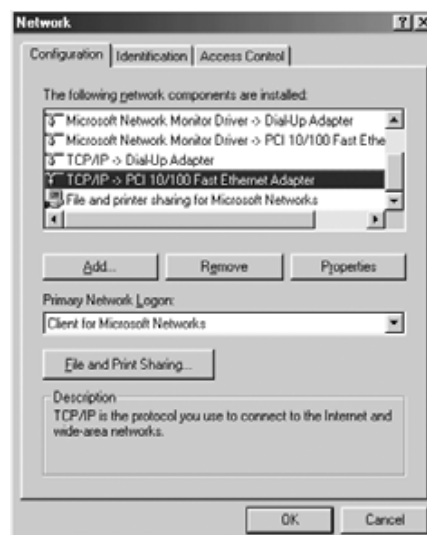 Network
Configuration Identification Access Control
The following network components are installed:
Microsoft Network Monitor Driver -> Dial-Up Adapter
Microsoft Network Monitor Driver -> PCI 10/100 Fast Ethe
TCP/IP -> Dial-Up Adapter
TCP/IP -> PCI 10/100 Fast Ethernet Adapter
File and printer sharing for Microsoft Networks
Add... Remove Properties
Primary Network Logon:
Client for Microsoft Networks
File and Print Sharing...
Description
TCP/IP is the protocol you use to connect to the Internet and
wide-area networks.
OK Cancel